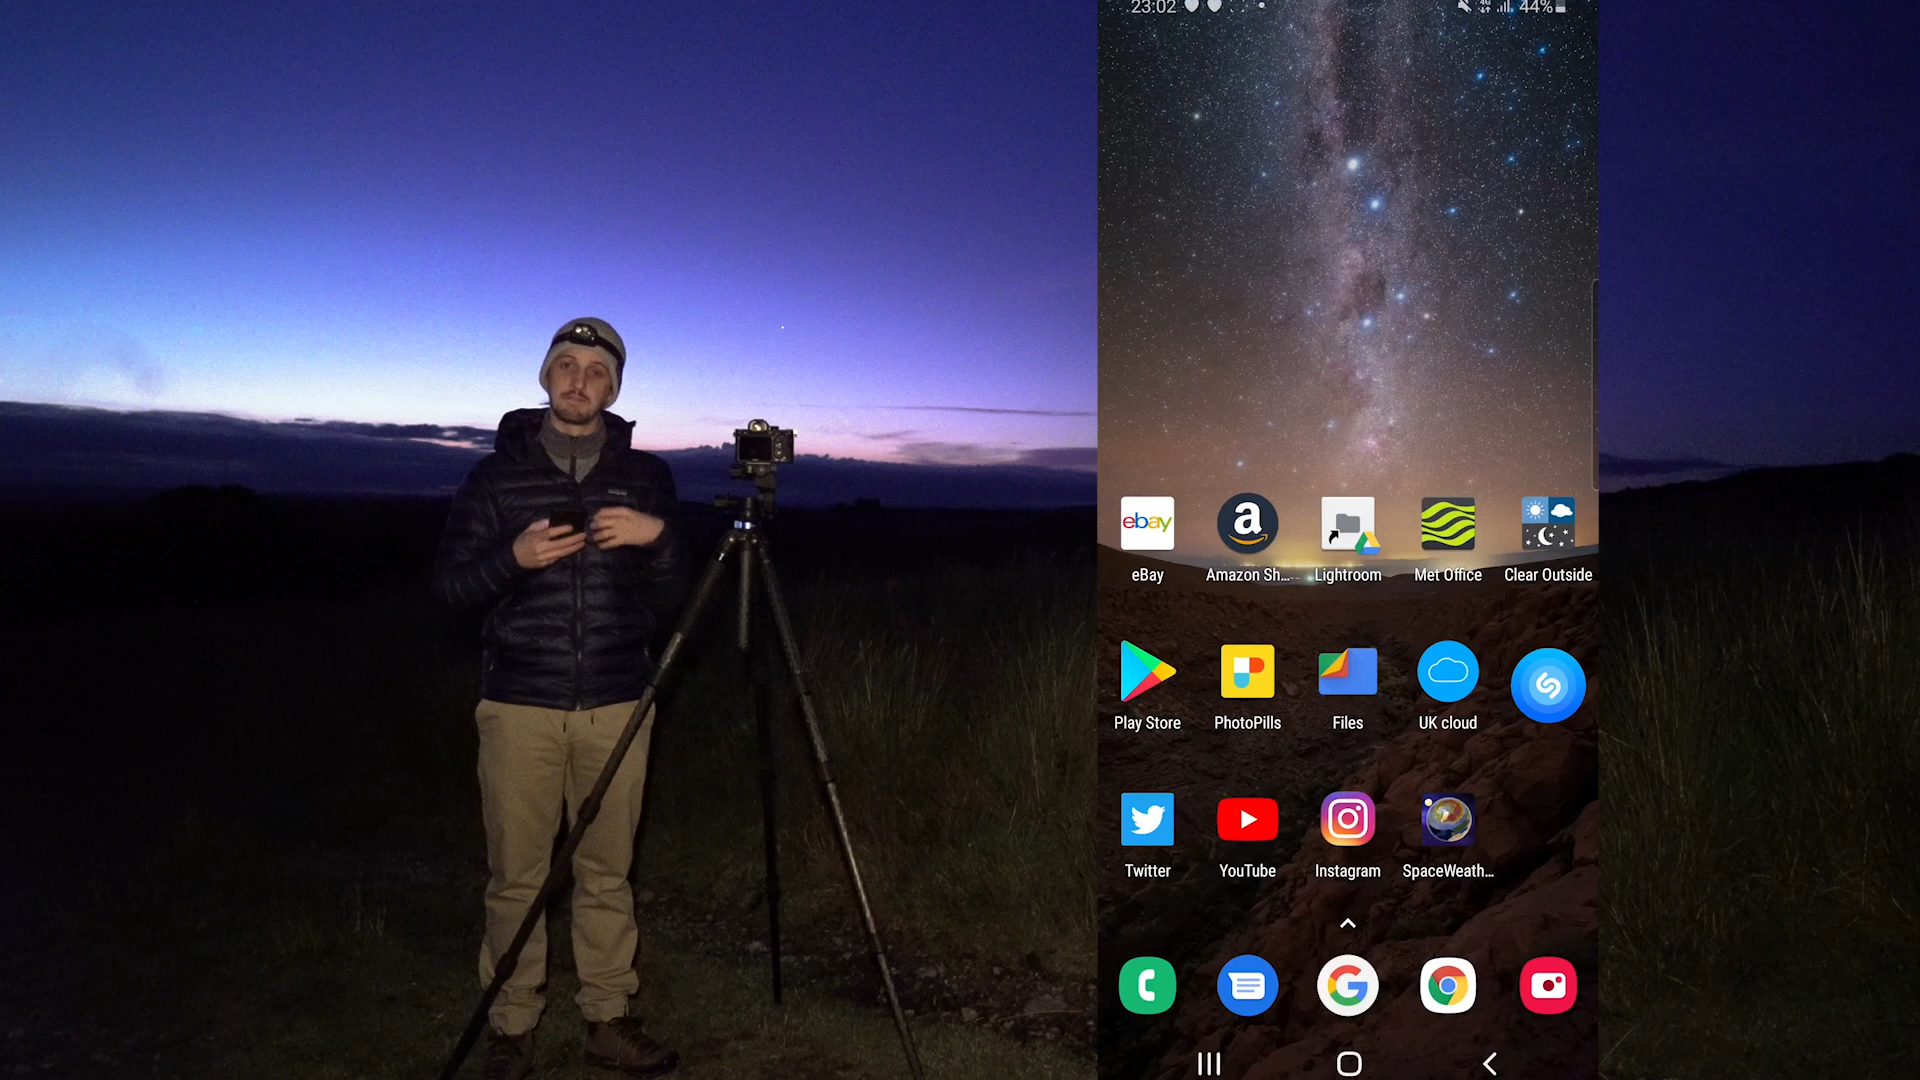 23:02 44%
ebay a
eBay Amazon Sh... Lightroom Met Office Clear Outside
Play Store PhotoPills Files UK cloud
Twitter YouTube Instagram SpaceWeath...